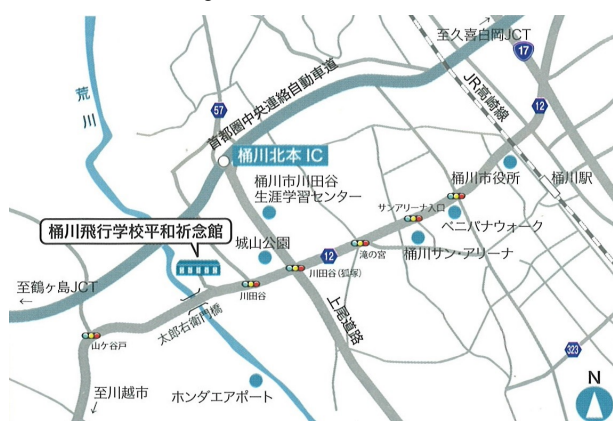 至久喜白岡JCT
17
JR高崎線
荒川
57
首都圏中央連絡自動車道
12
桶川北本 IC
桶川市役所
桶川駅
桶川市川田谷
生涯学習センター
サンアリーナ入口
ベニバナウォーク
桶川飛行学校平和祈念館
城山公園
12
滝の宮
桶川サン・アリーナ
川田谷(狐塚)
至鶴ヶ島JCT
川田谷
上尾道路
太郎右衛門橋
山ケ谷戸
323
至川越市
ホンダエアポート
N